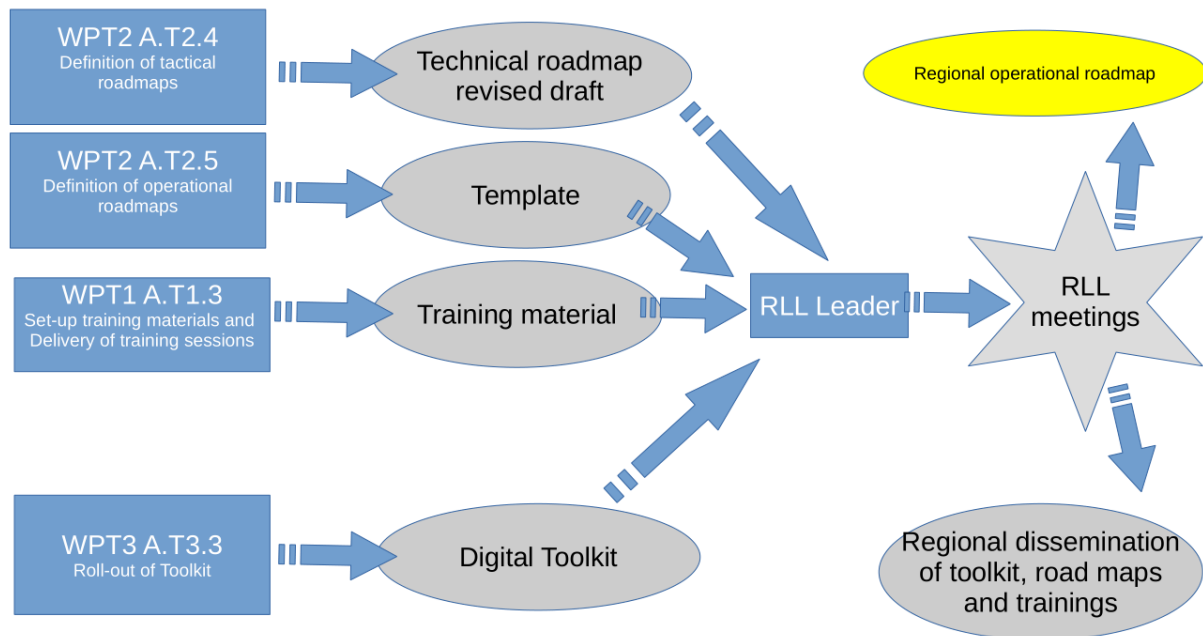 WPT2 A.T2.4
Definition of tactical
roadmaps
Technical roadmap
revised draft
Regional operational roadmap
WPT2 A.T2.5
Definition of operational
roadmaps
Template
WPT1 A.T1.3
Set-up training materials and
Delivery of training sessions
Training material
RLL Leader
RLL
meetings
WPT3 A.T3.3
Roll-out of Toolkit
Digital Toolkit
Regional dissemination
of toolkit, road maps
and trainings